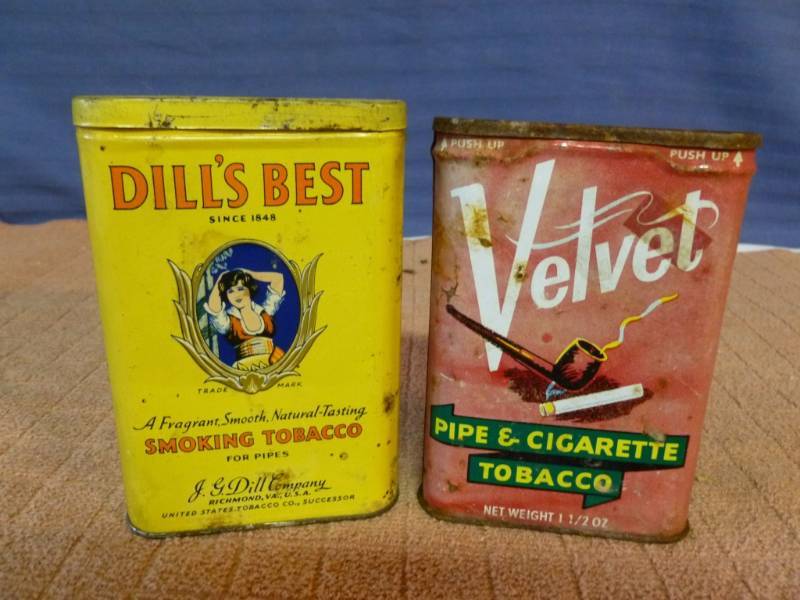 DILL'S BEST
SINCE 1848
TRADE MARK
A Fragrant, Smooth, Natural-Tasting
SMOKING TOBACCO
FOR PIPES
J. G. Dill Company
RICHMOND, VA., U.S.A.
UNITED STATES TOBACCO CO., SUCCESSOR
PUSH UP PUSH UP
Velvet
PIPE & CIGARETTE
TOBACCO
NET WEIGHT 1 1/2 OZ